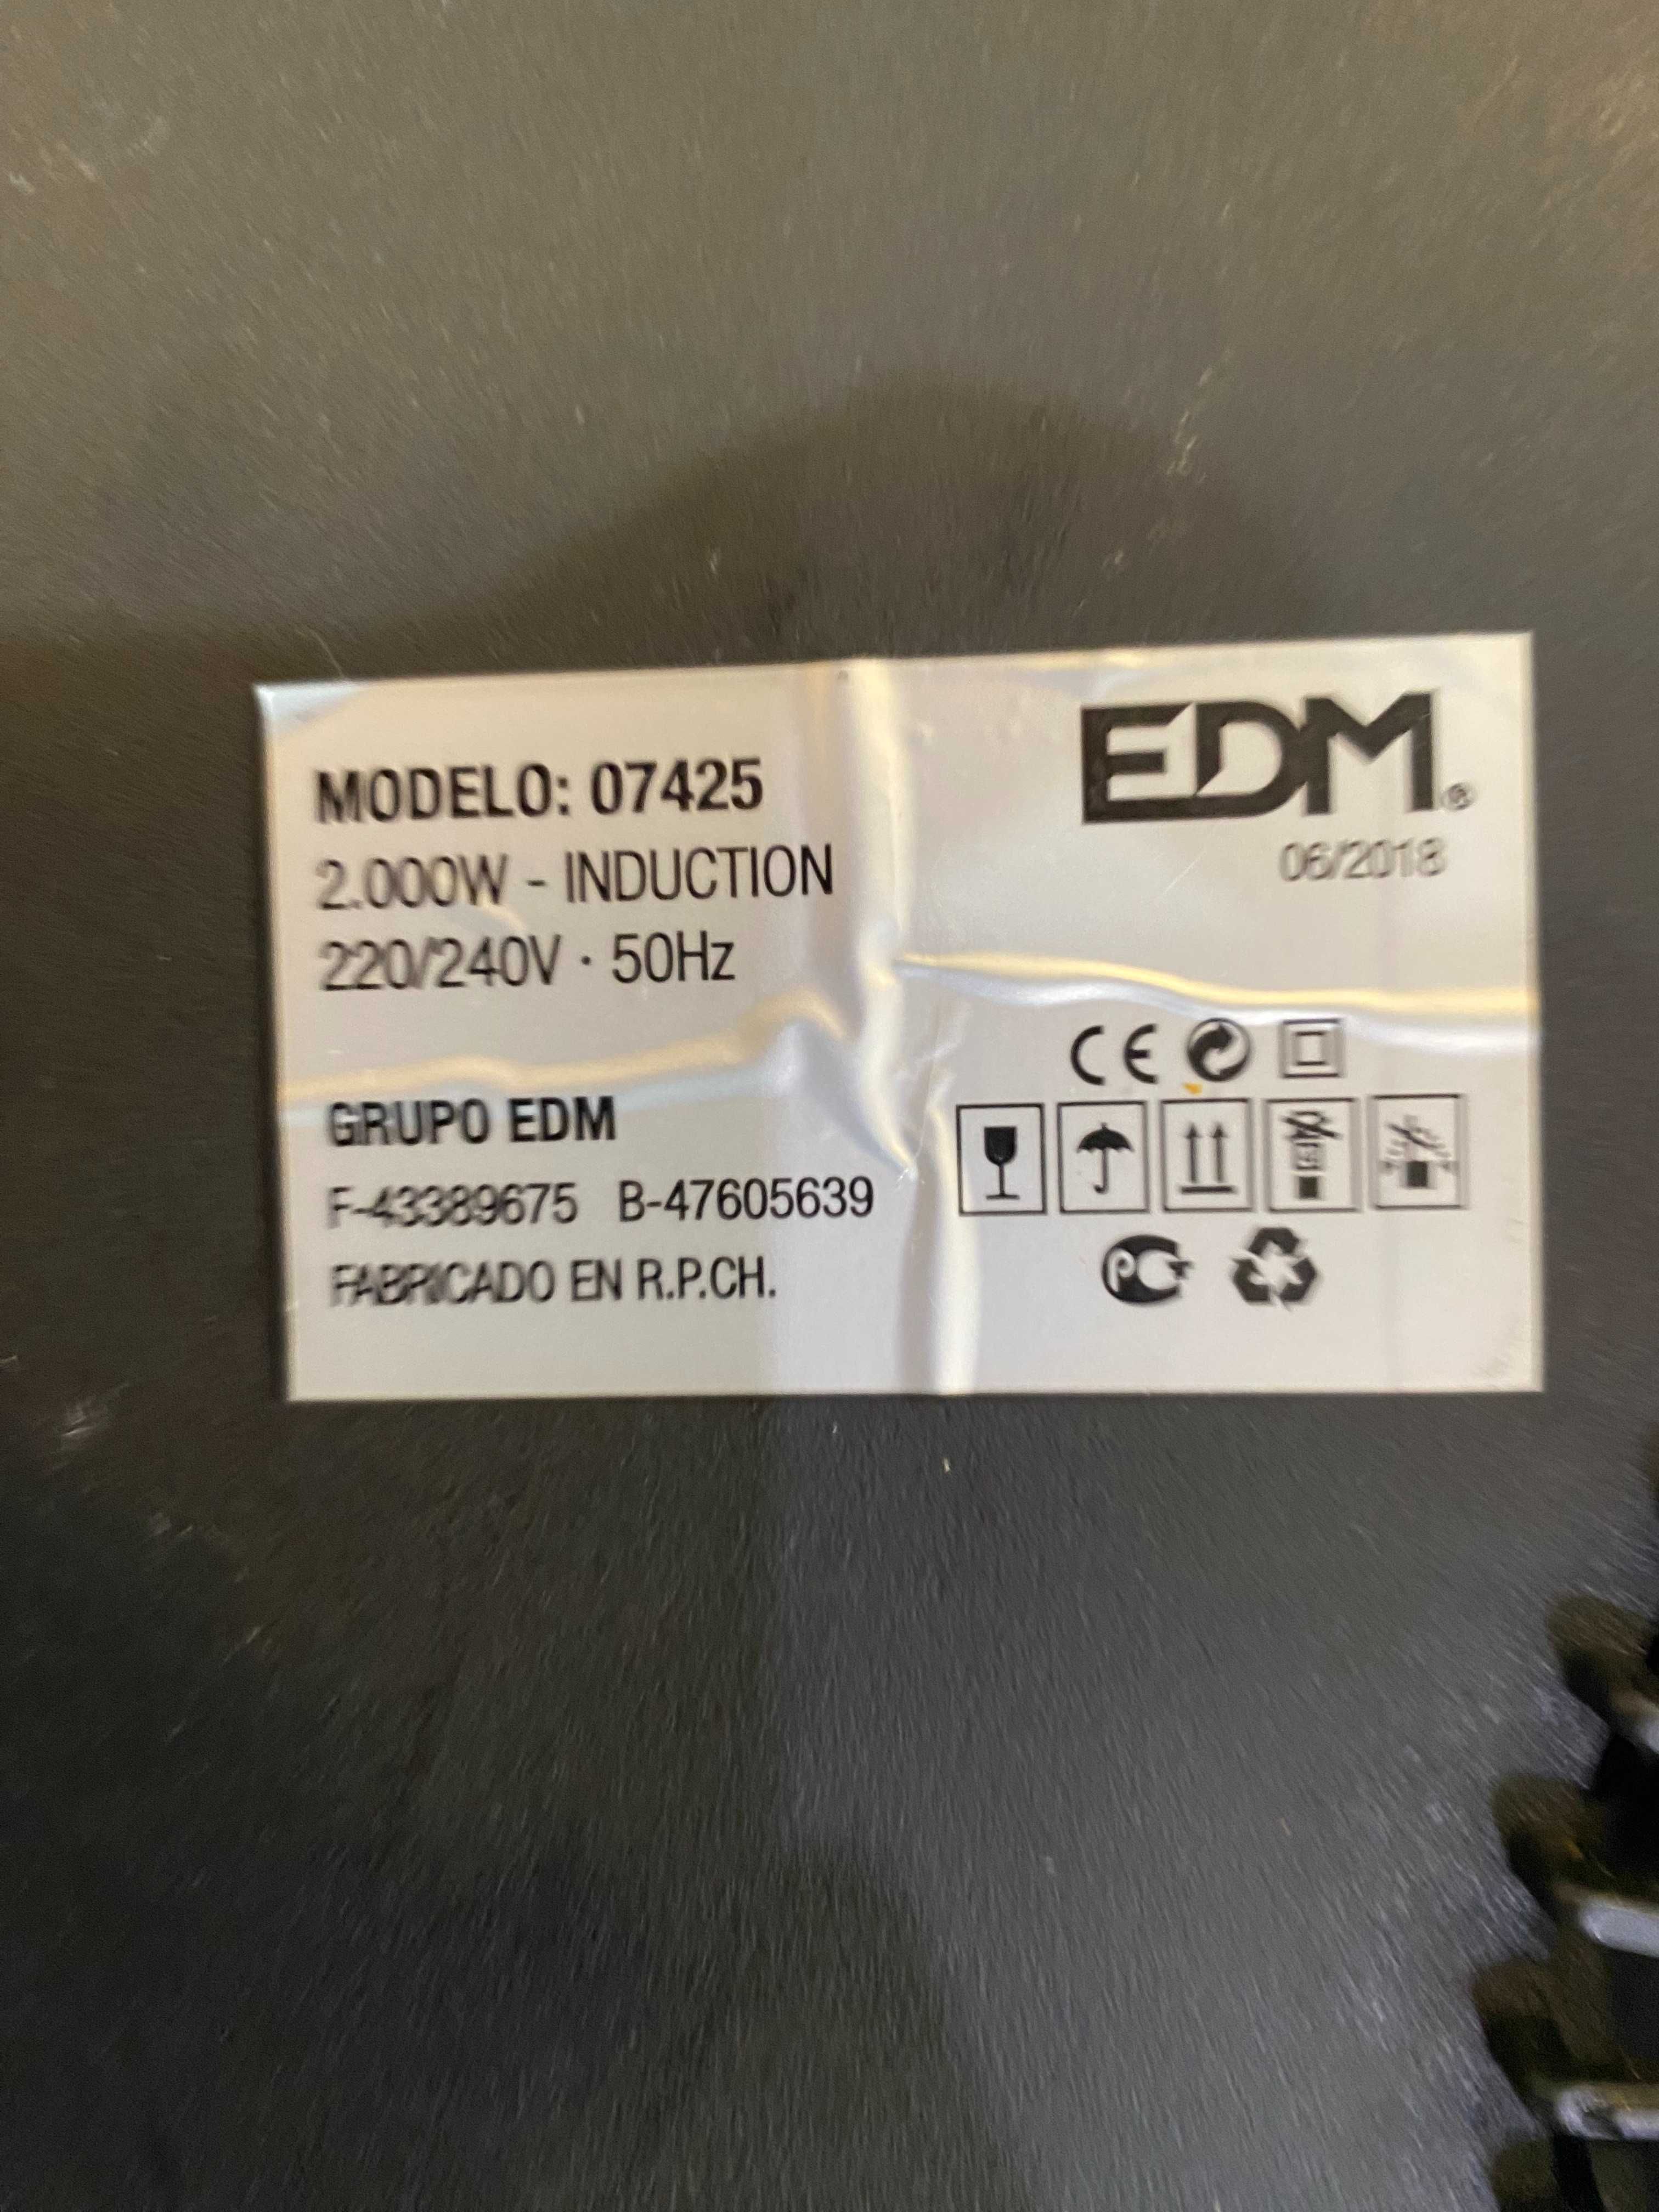 MODELO: 07425
2.000W - INDUCTION
220/240V · 50Hz
EDM®
06/2018
CE
GRUPO EDM
F-43389675 B-47605639
FABRICADO EN R.P.CH.
PC